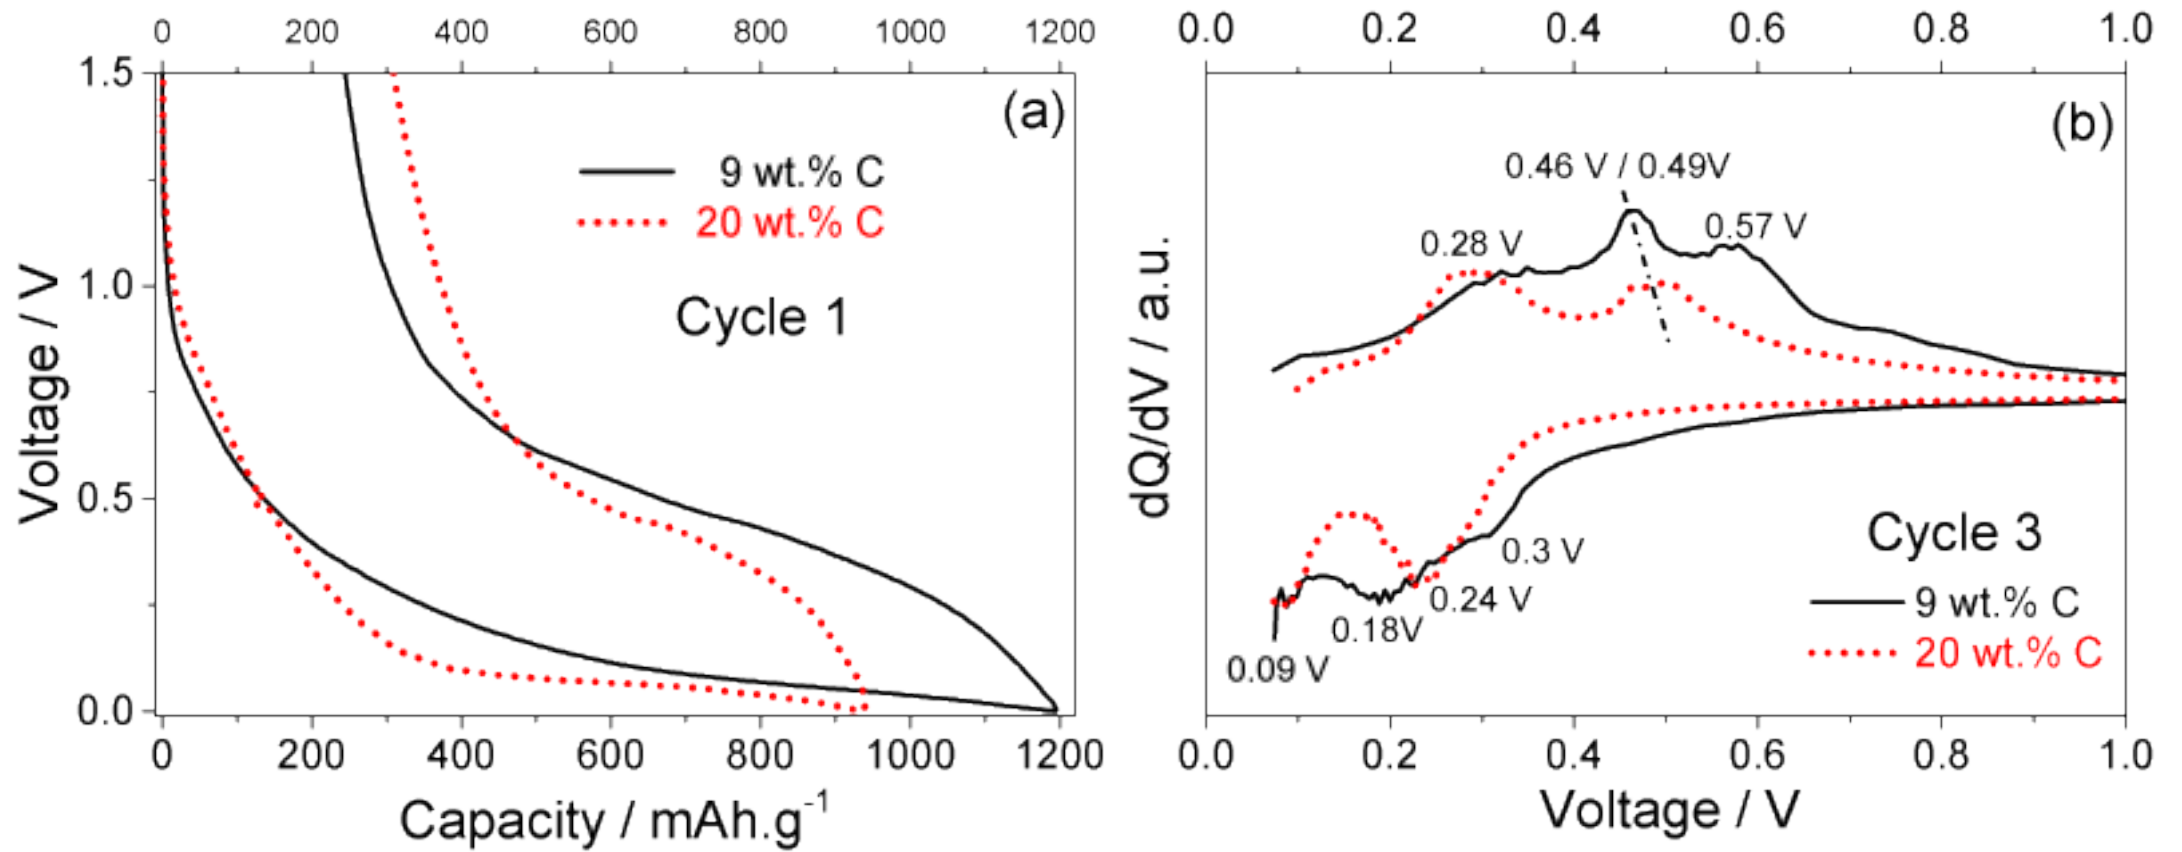 0 200 400 600 800 1000 1200
1.5
1.0
0.5
0.0
Voltage / V
(a)
9 wt.% C
20 wt.% C
Cycle 1
0 200 400 600 800 1000 1200
Capacity / mAh.g⁻¹
0.0 0.2 0.4 0.6 0.8 1.0
dQ/dV / a.u.
(b)
0.46 V / 0.49V
0.57 V
0.28 V
0.3 V
0.24 V
0.18V
0.09 V
Cycle 3
9 wt.% C
20 wt.% C
0.0 0.2 0.4 0.6 0.8 1.0
Voltage / V